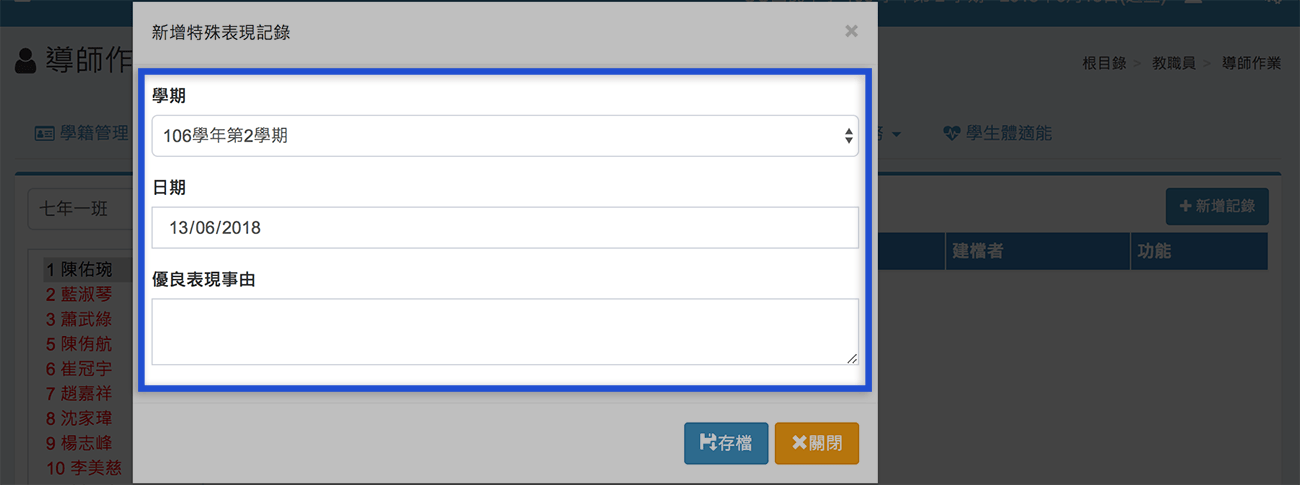 新增特殊表現記錄
×
導師作
根目錄 > 教職員 > 導師作業
學期
106學年第2學期
學籍管理
學生體適能
日期
七年一班
13/06/2018
新增記錄
建檔者
功能
優良表現事由
1 陳佑琬
2 藍淑琴
3 蕭武綠
5 陳侑航
6 崔冠宇
7 趙嘉祥
8 沈家瑋
9 楊志峰
10 李美慈
存檔
關閉